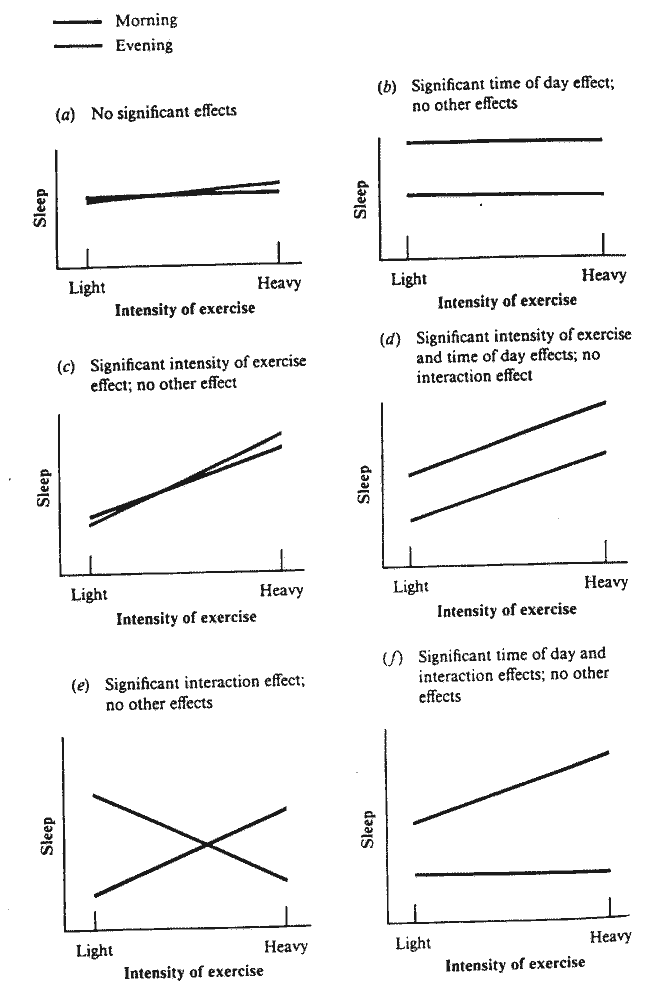 Morning
Evening
(a) No significant effects
Sleep
Light
Heavy
Intensity of exercise
(b) Significant time of day effect;
no other effects
Sleep
Light
Heavy
Intensity of exercise
(c) Significant intensity of exercise
effect; no other effect
Sleep
Light
Heavy
Intensity of exercise
(d) Significant intensity of exercise
and time of day effects; no
interaction effect
Sleep
Light
Heavy
Intensity of exercise
(e) Significant interaction effect;
no other effects
Sleep
Light
Heavy
Intensity of exercise
(f) Significant time of day and
interaction effects; no other
effects
Sleep
Light
Heavy
Intensity of exercise